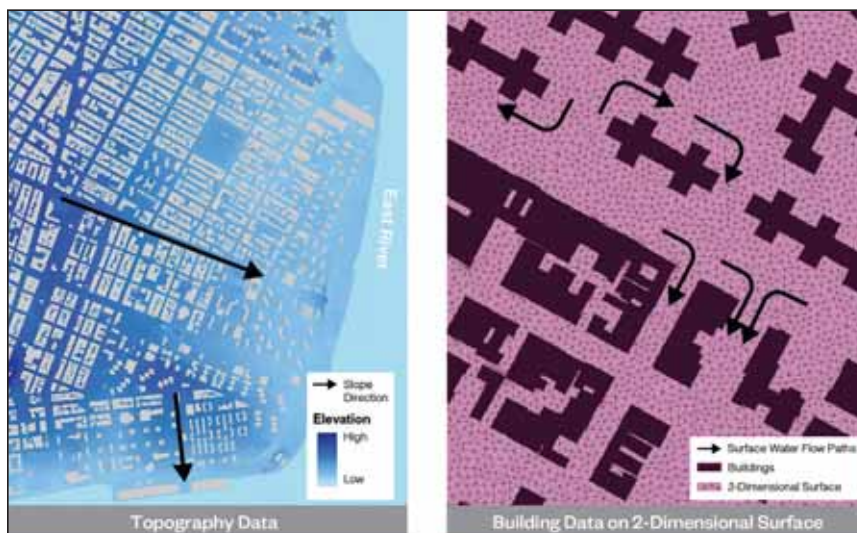 East River
Slope
Direction
Elevation
High
Low
Topography Data
Surface Water Flow Paths
Buildings
2-Dimensional Surface
Building Data on 2-Dimensional Surface